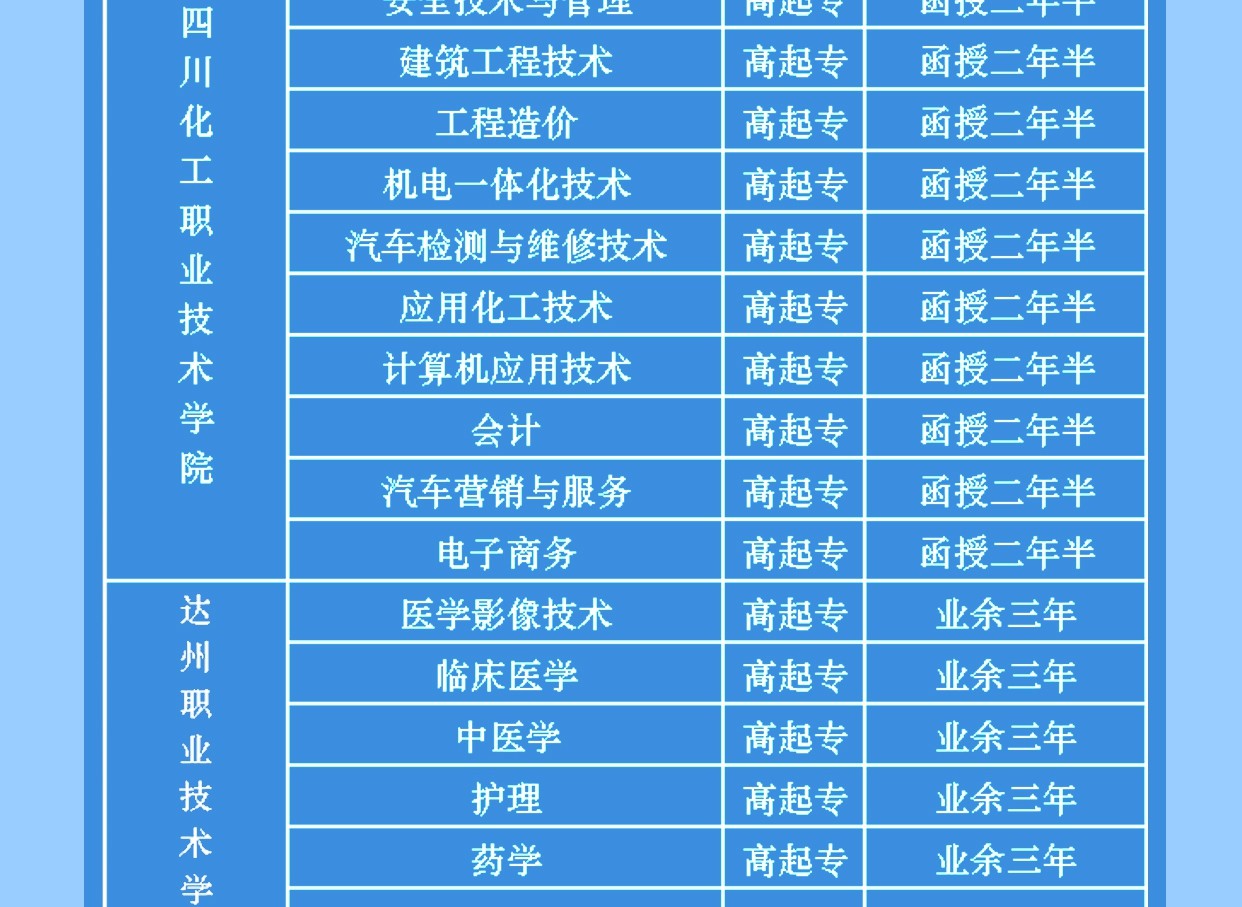 四川化工职业技术学院
安全技术与管理 高起专 函授二年半
建筑工程技术 高起专 函授二年半
工程造价 高起专 函授二年半
机电一体化技术 高起专 函授二年半
汽车检测与维修技术 高起专 函授二年半
应用化工技术 高起专 函授二年半
计算机应用技术 高起专 函授二年半
会计 高起专 函授二年半
汽车营销与服务 高起专 函授二年半
电子商务 高起专 函授二年半
达州职业技术学
医学影像技术 高起专 业余三年
临床医学 高起专 业余三年
中医学 高起专 业余三年
护理 高起专 业余三年
药学 高起专 业余三年